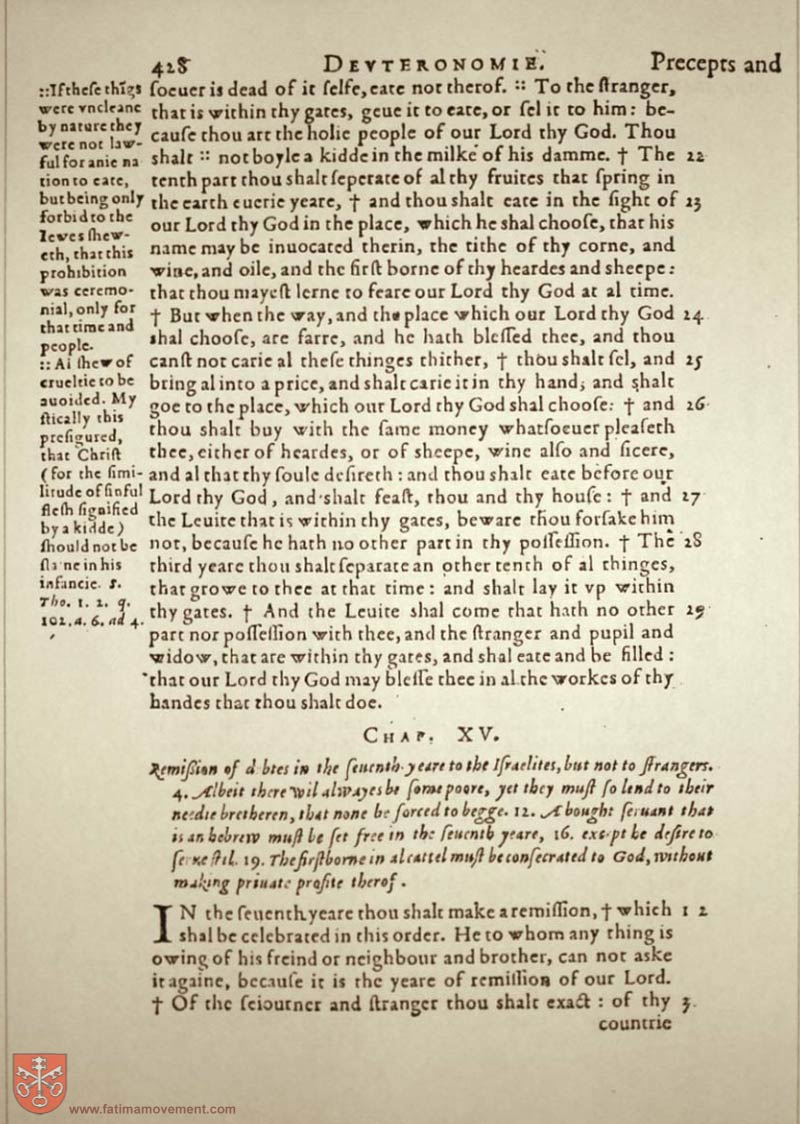 428 DEVTERONOMIE. Precepts and
::If these thīgs
were vncleane
by nature they
were not law-
ful for anie na
tion to eate,
but being only
forbid to the
Iewes shew-
eth, that this
prohibition
was ceremo-
nial, only for
that time and
people.
:: Al shew of
crueltie to be
auoided. My
stically this
prefigured,
that Christ
(for the simi-
litude of sinful
flesh signified
by a kidde)
should not be
slaine in his
infancie. S.
Tho. 1. 2. q.
102. a. 6. ad 4.
soeuer is dead of it selfe, eate not therof. :: To the stranger,
that is within thy gates, geue it to eate, or sel it to him: be-
cause thou art the holie people of our Lord thy God. Thou
shalt :: not boyle a kidde in the milke of his damme. † The 22
tenth part thou shalt seperate of al thy fruites that spring in
the earth euerie yeare, † and thou shalt eate in the sight of 23
our Lord thy God in the place, which he shal choose, that his
name may be inuocated therin, the tithe of thy corne, and
wine, and oile, and the first borne of thy heardes and sheepe:
that thou mayest lerne to feare our Lord thy God at al time.
† But when the way, and the place which our Lord thy God 24
shal choose, are farre, and he hath blessed thee, and thou
canst not carie al these thinges thither, † thou shalt sel, and 25
bring al into a price, and shalt carie it in thy hand, and shalt
goe to the place, which our Lord thy God shal choose: † and 26
thou shalt buy with the same money whatsoeuer pleaseth
thee, either of heardes, or of sheepe, wine also and sicere,
and al that thy soule desireth: and thou shalt eate before our
Lord thy God, and shalt feast, thou and thy house: † and 27
the Leuite that is within thy gates, beware thou forsake him
not, because he hath no other part in thy possession. † The 28
third yeare thou shalt separate an other tenth of al thinges,
that growe to thee at that time: and shalt lay it vp within
thy gates. † And the Leuite shal come that hath no other 29
part nor possession with thee, and the stranger and pupil and
widow, that are within thy gates, and shal eate and be filled:
that our Lord thy God may blesse thee in al the workes of thy
handes that thou shalt doe.
CHAP. XV.
Remission of d btes in the seuenth yeare to the Israelites, but not to strangers.
4. Albeit there wil alwayes be some poore, yet they must so lend to their
needie bretheren, that none be forced to begge. 12. A bought seruant that
is an hebrew must be set free in the seuenth yeare, 16. except he desire to
serue stil. 19. The firstborne in al cattel must be consecrated to God, without
making priuate profite therof.
IN the seuenth yeare thou shalt make a remission, † which 1 2
shal be celebrated in this order. He to whom any thing is
owing of his freind or neighbour and brother, can not aske
it againe, because it is the yeare of remission of our Lord.
† Of the seiourner and stranger thou shalt exact: of thy 3.
countrie
www.fatimamovement.com